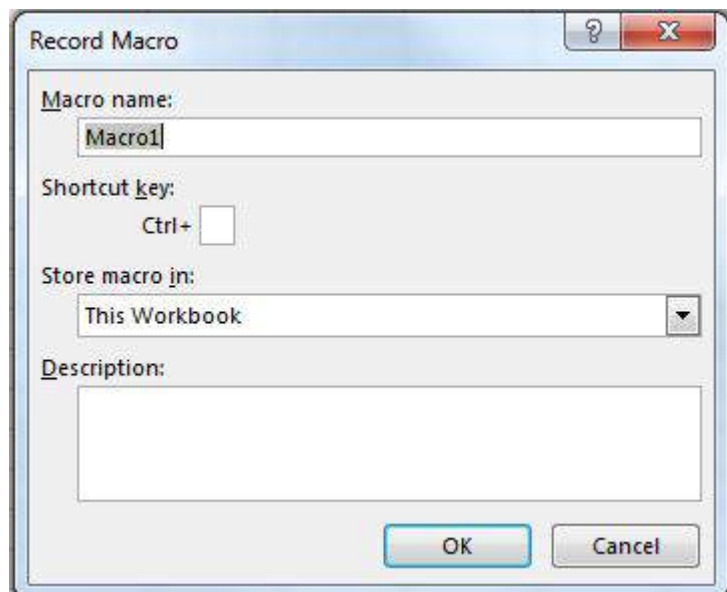 Record Macro
Macro name:
Macro1
Shortcut key:
Ctrl+
Store macro in:
This Workbook
Description:
OK Cancel